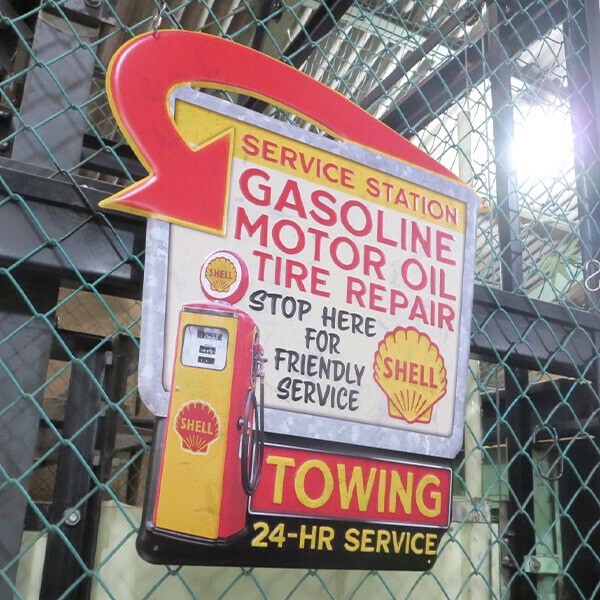 SERVICE STATION
GASOLINE
MOTOR OIL
TIRE REPAIR
STOP HERE
FOR
FRIENDLY
SERVICE
SHELL
SHELL
SHELL
TOWING
24-HR SERVICE